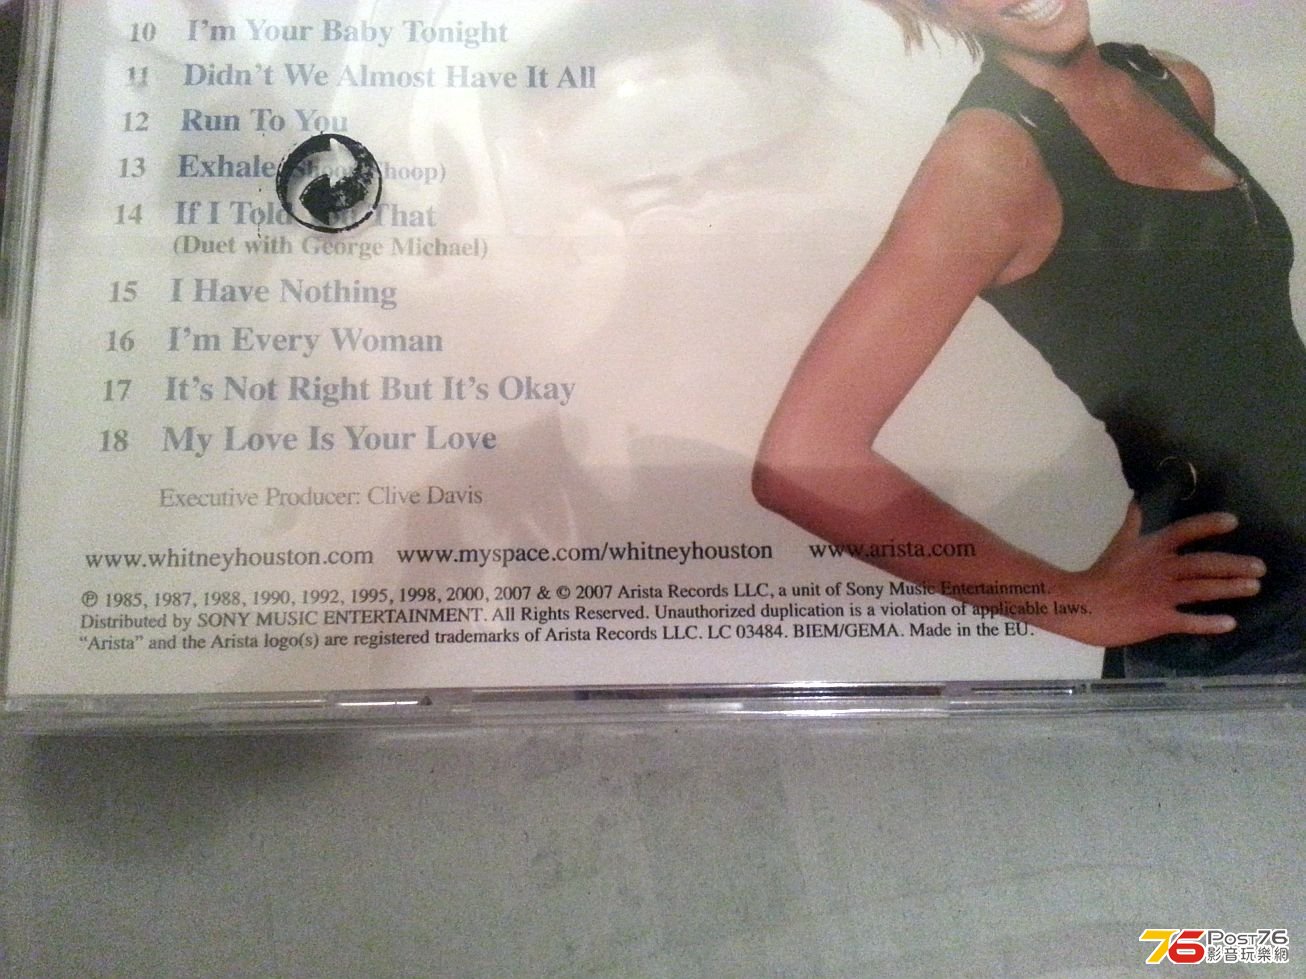 10 I'm Your Baby Tonight
11 Didn't We Almost Have It All
12 Run To You
13 Exhale (Shoop Shoop)
14 If I Told You That
(Duet with George Michael)
15 I Have Nothing
16 I'm Every Woman
17 It's Not Right But It's Okay
18 My Love Is Your Love
Executive Producer: Clive Davis
www.whitneyhouston.com www.myspace.com/whitneyhouston www.arista.com
℗ 1985, 1987, 1988, 1990, 1992, 1995, 1998, 2000, 2007 & © 2007 Arista Records LLC, a unit of Sony Music Entertainment.
Distributed by SONY MUSIC ENTERTAINMENT. All Rights Reserved. Unauthorized duplication is a violation of applicable laws.
"Arista" and the Arista logo(s) are registered trademarks of Arista Records LLC. LC 03484. BIEM/GEMA. Made in the EU.
76 Post76
影音玩樂網